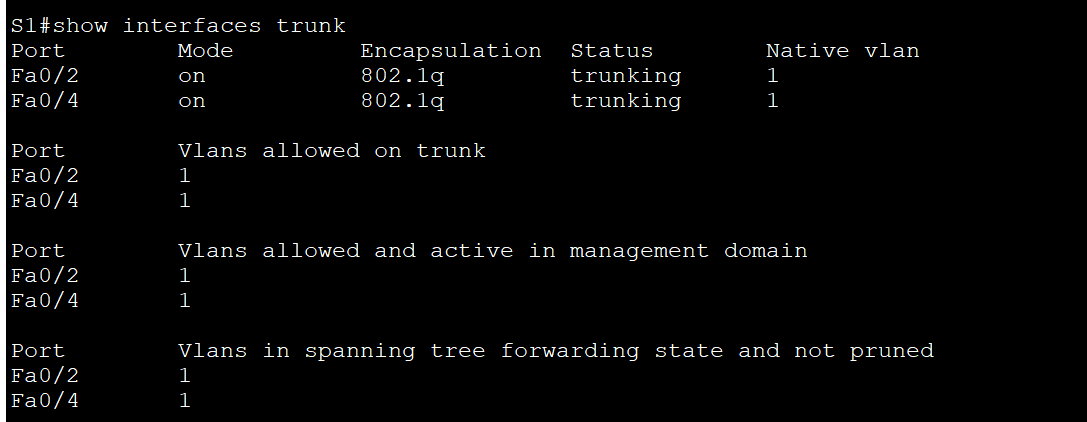 S1#show interfaces trunk
Port Mode Encapsulation Status Native vlan
Fa0/2 on 802.1q trunking 1
Fa0/4 on 802.1q trunking 1
Port Vlans allowed on trunk
Fa0/2 1
Fa0/4 1
Port Vlans allowed and active in management domain
Fa0/2 1
Fa0/4 1
Port Vlans in spanning tree forwarding state and not pruned
Fa0/2 1
Fa0/4 1